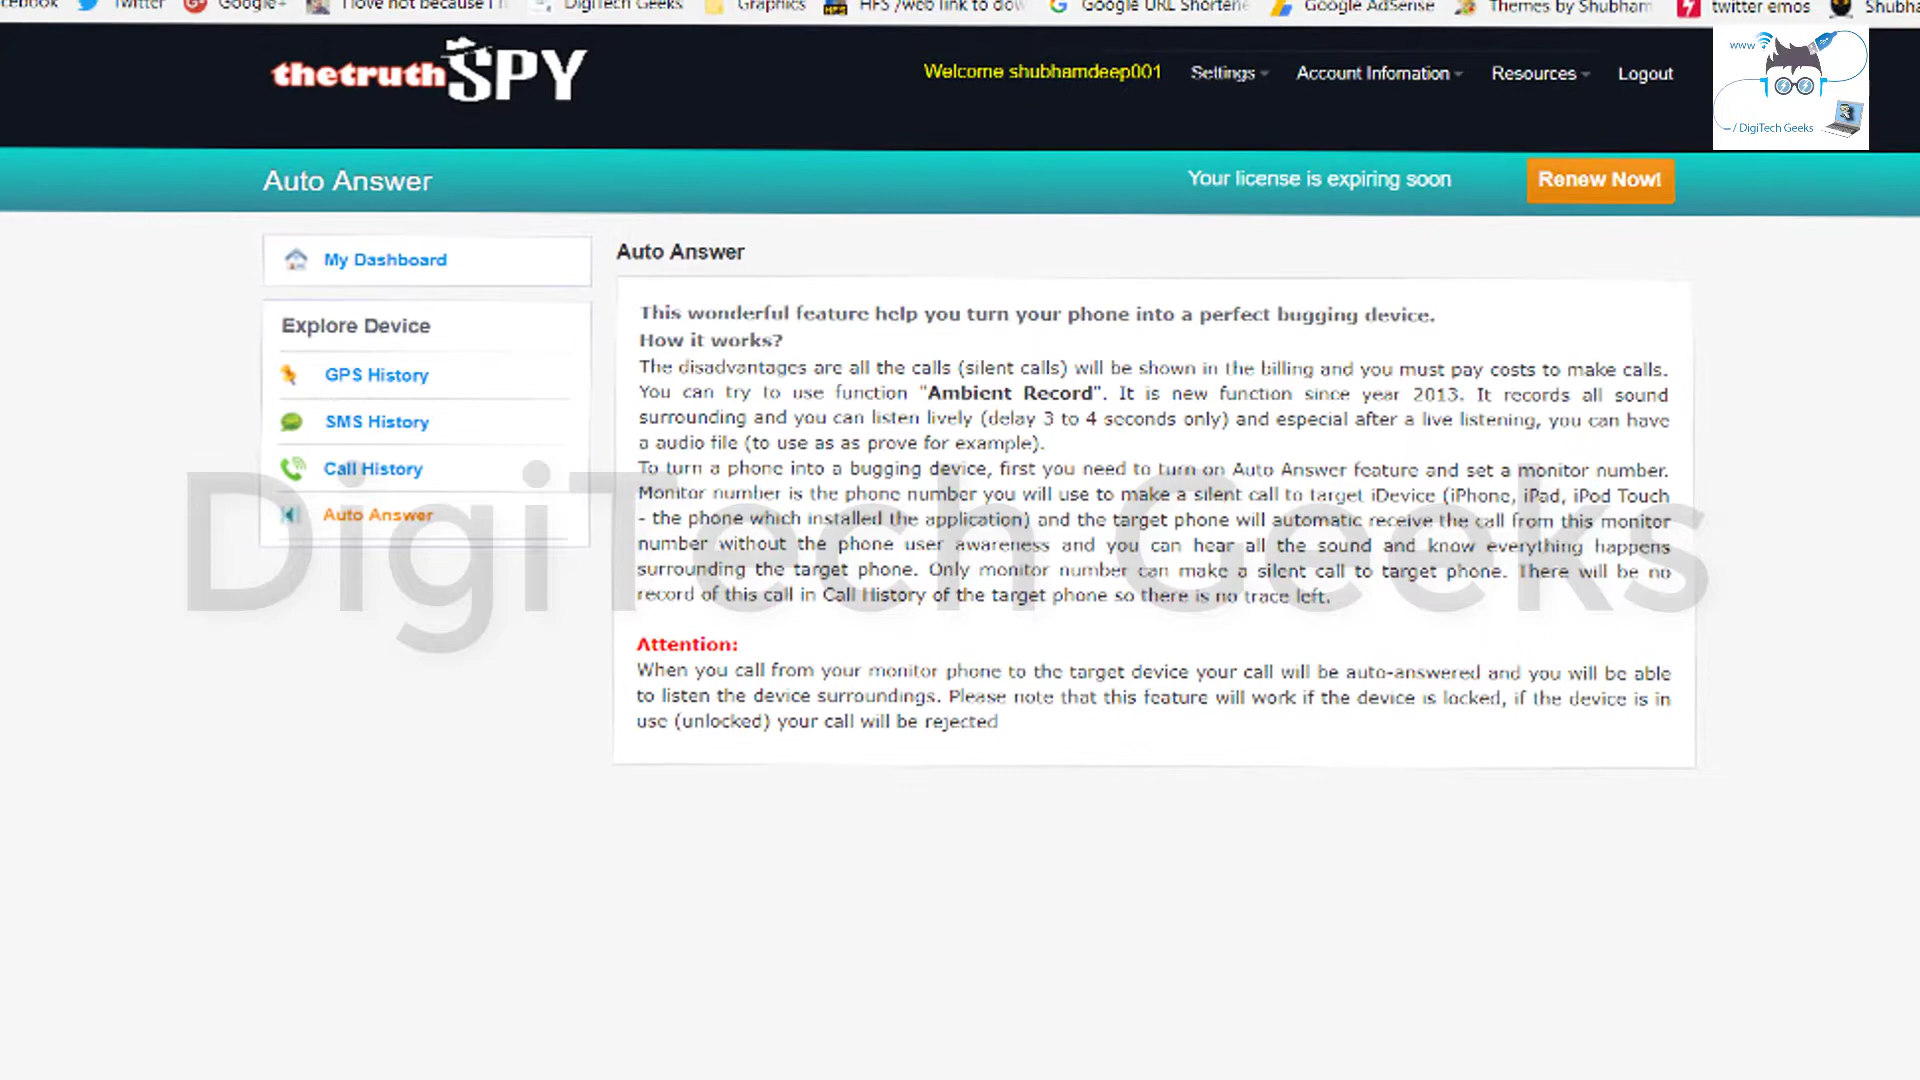 Twitter Google+ I love not because I DigiTech Geeks Graphics HFS /web link to dow Google URL Shortene Google AdSense Themes by Shubham twitter emos Shubha
thetruthSPY
Welcome shubhamdeep001 Settings Account Infomation Resources Logout
www
/ DigiTech Geeks
Auto Answer
Your license is expiring soon
Renew Now!
My Dashboard
Explore Device
GPS History
SMS History
Call History
Auto Answer
Auto Answer
This wonderful feature help you turn your phone into a perfect bugging device.
How it works?
The disadvantages are all the calls (silent calls) will be shown in the billing and you must pay costs to make calls.
You can try to use function "Ambient Record". It is new function since year 2013. It records all sound
surrounding and you can listen lively (delay 3 to 4 seconds only) and especial after a live listening, you can have
a audio file (to use as as prove for example).
To turn a phone into a bugging device, first you need to turn on Auto Answer feature and set a monitor number.
Monitor number is the phone number you will use to make a silent call to target iDevice (iPhone, iPad, iPod Touch
- the phone which installed the application) and the target phone will automatic receive the call from this monitor
number without the phone user awareness and you can hear all the sound and know everything happens
surrounding the target phone. Only monitor number can make a silent call to target phone. There will be no
record of this call in Call History of the target phone so there is no trace left.
Attention:
When you call from your monitor phone to the target device your call will be auto-answered and you will be able
to listen the device surroundings. Please note that this feature will work if the device is locked, if the device is in
use (unlocked) your call will be rejected
DigiTech Geeks